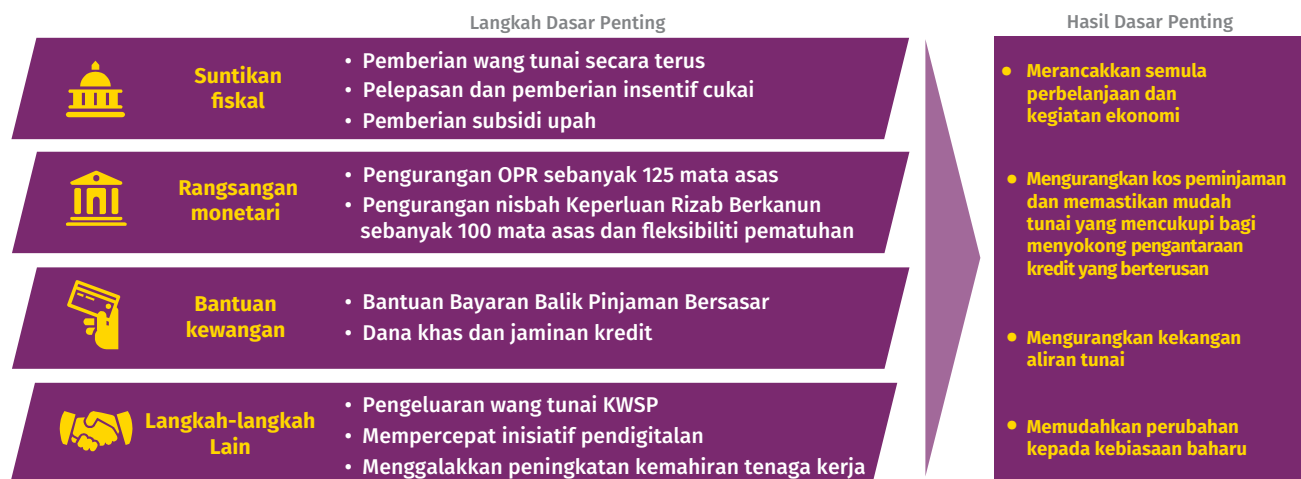 Langkah Dasar Penting
Hasil Dasar Penting
Suntikan
fiskal
• Pemberian wang tunai secara terus
• Pelepasan dan pemberian insentif cukai
• Pemberian subsidi upah
Rangsangan
monetari
• Pengurangan OPR sebanyak 125 mata asas
• Pengurangan nisbah Keperluan Rizab Berkanun
sebanyak 100 mata asas dan fleksibiliti pematuhan
Bantuan
kewangan
• Bantuan Bayaran Balik Pinjaman Bersasar
• Dana khas dan jaminan kredit
Langkah-langkah
Lain
• Pengeluaran wang tunai KWSP
• Mempercepat inisiatif pendigitalan
• Menggalakkan peningkatan kemahiran tenaga kerja
• Merancakkan semula
perbelanjaan dan
kegiatan ekonomi
• Mengurangkan kos peminjaman
dan memastikan mudah
tunai yang mencukupi bagi
menyokong pengantaraan
kredit yang berterusan
• Mengurangkan kekangan
aliran tunai
• Memudahkan perubahan
kepada kebiasaan baharu